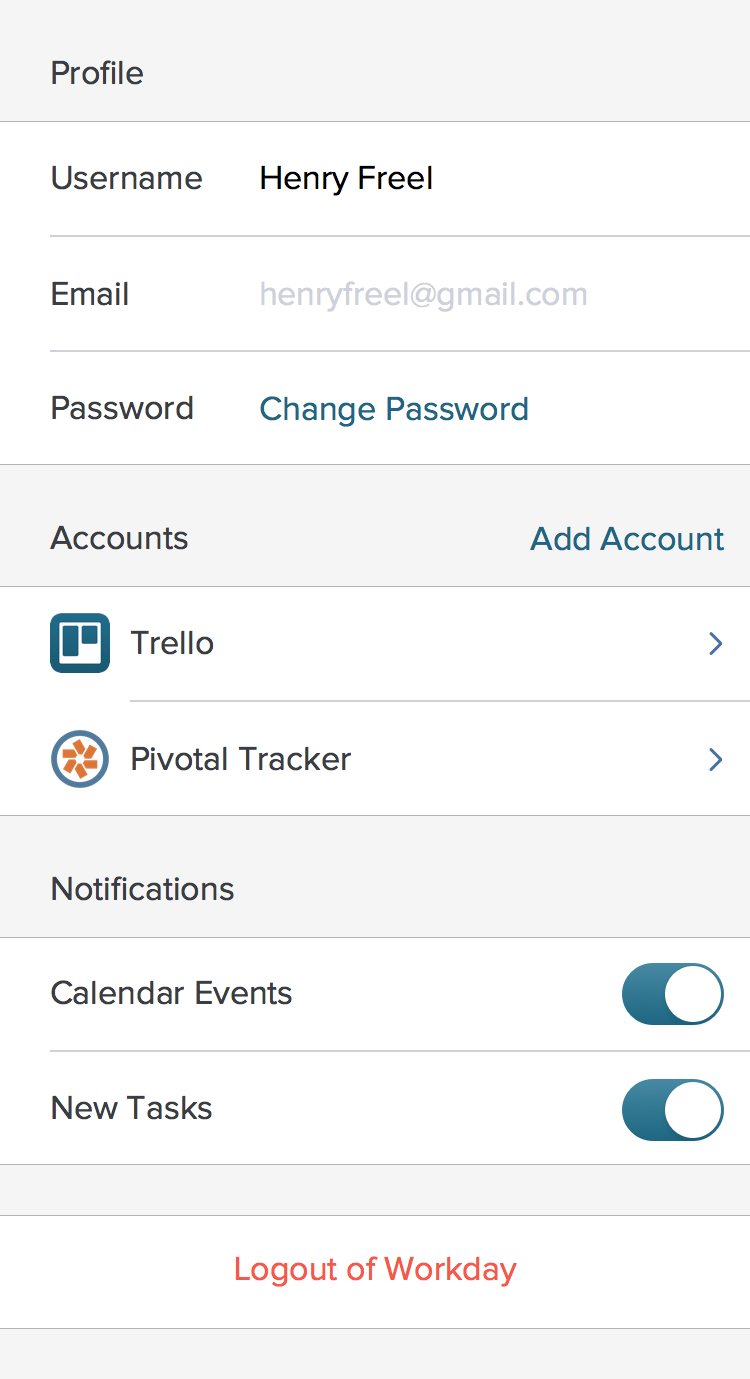 Profile
Username Henry Freel
Email henryfreel@gmail.com
Password Change Password
Accounts Add Account
Trello
Pivotal Tracker
Notifications
Calendar Events
New Tasks
Logout of Workday